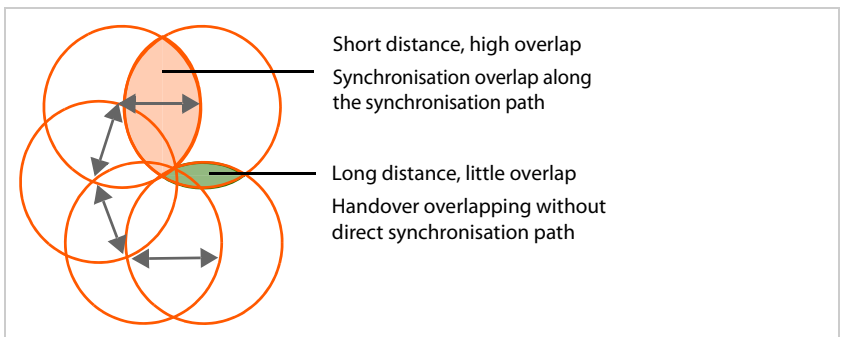 Short distance, high overlap
Synchronisation overlap along
the synchronisation path
Long distance, little overlap
Handover overlapping without
direct synchronisation path